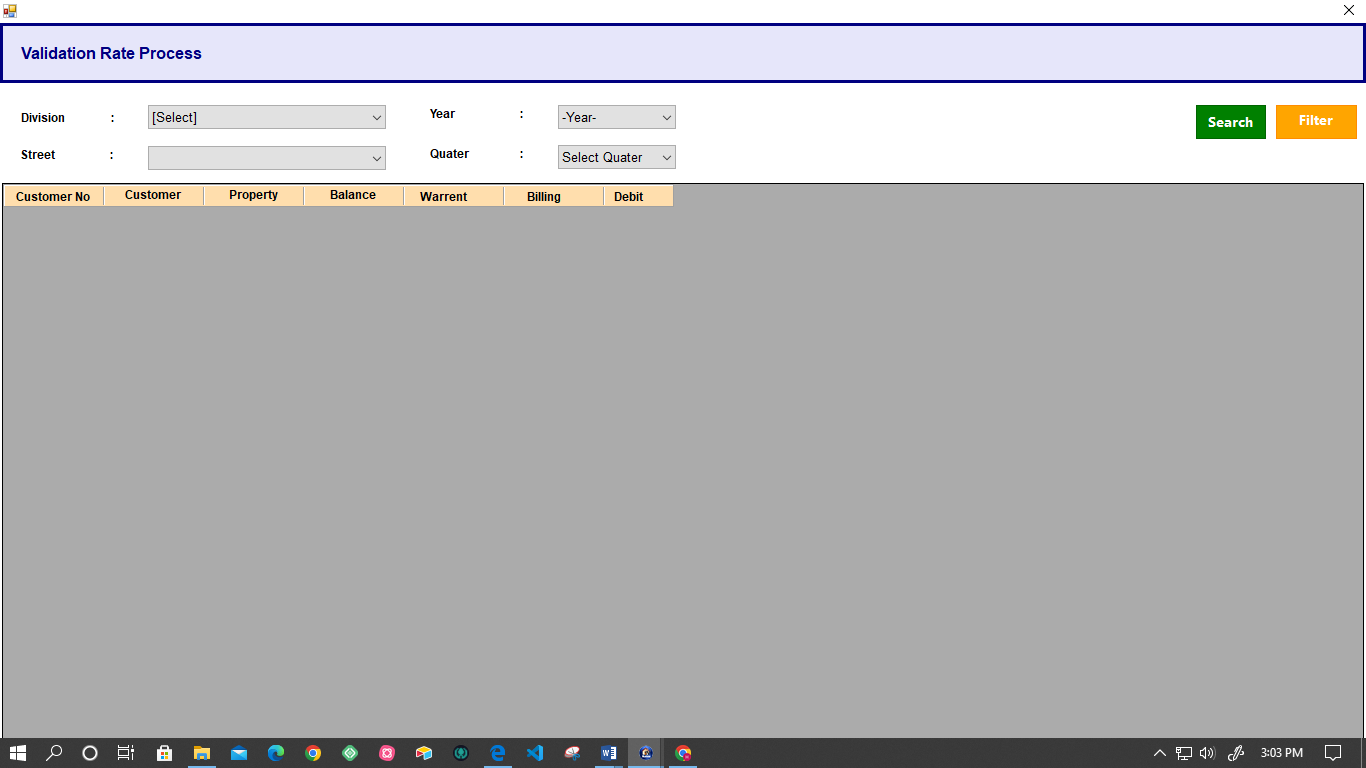 Validation Rate Process
Division : [Select] Year : -Year- Search Filter
Street : Quater : Select Quater
Customer No Customer Property Balance Warrent Billing Debit
3:03 PM